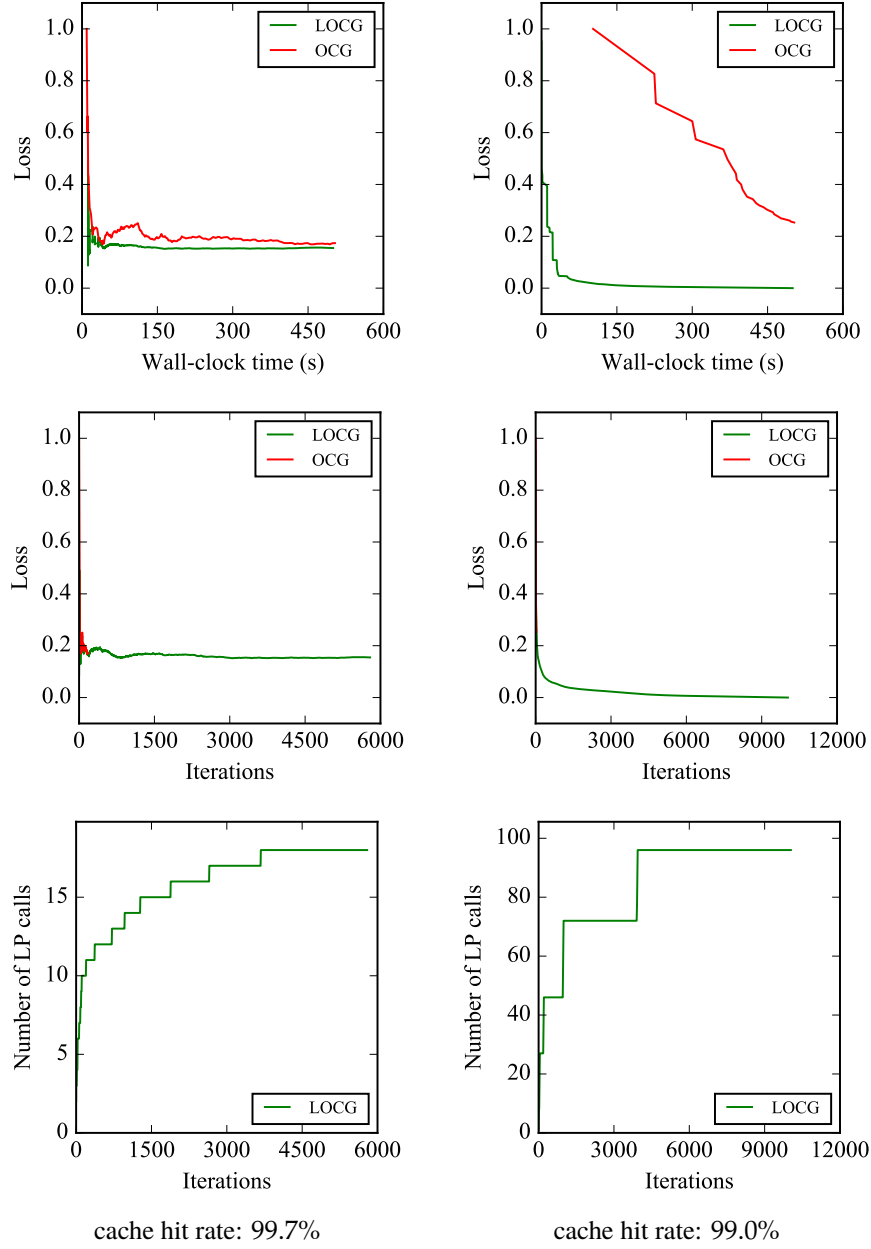 LOCG
OCG
1.0
0.8
0.6
0.4
0.2
0.0
Loss
0 150 300 450 600
Wall-clock time (s)
LOCG
OCG
1.0
0.8
0.6
0.4
0.2
0.0
Loss
0 150 300 450 600
Wall-clock time (s)
LOCG
OCG
1.0
0.8
0.6
0.4
0.2
0.0
Loss
0 1500 3000 4500 6000
Iterations
LOCG
OCG
1.0
0.8
0.6
0.4
0.2
0.0
Loss
0 3000 6000 9000 12000
Iterations
15
10
5
0
Number of LP calls
LOCG
0 1500 3000 4500 6000
Iterations
100
80
60
40
20
0
Number of LP calls
LOCG
0 3000 6000 9000 12000
Iterations
cache hit rate: 99.7%
cache hit rate: 99.0%